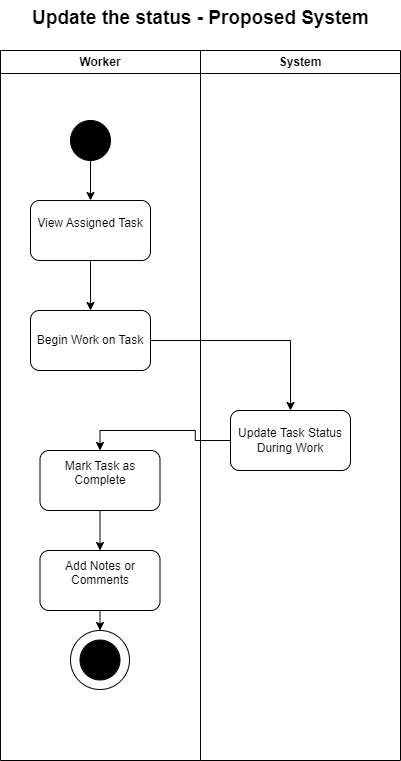 Update the status - Proposed System
Worker
System
View Assigned Task
Begin Work on Task
Update Task Status
During Work
Mark Task as
Complete
Add Notes or
Comments